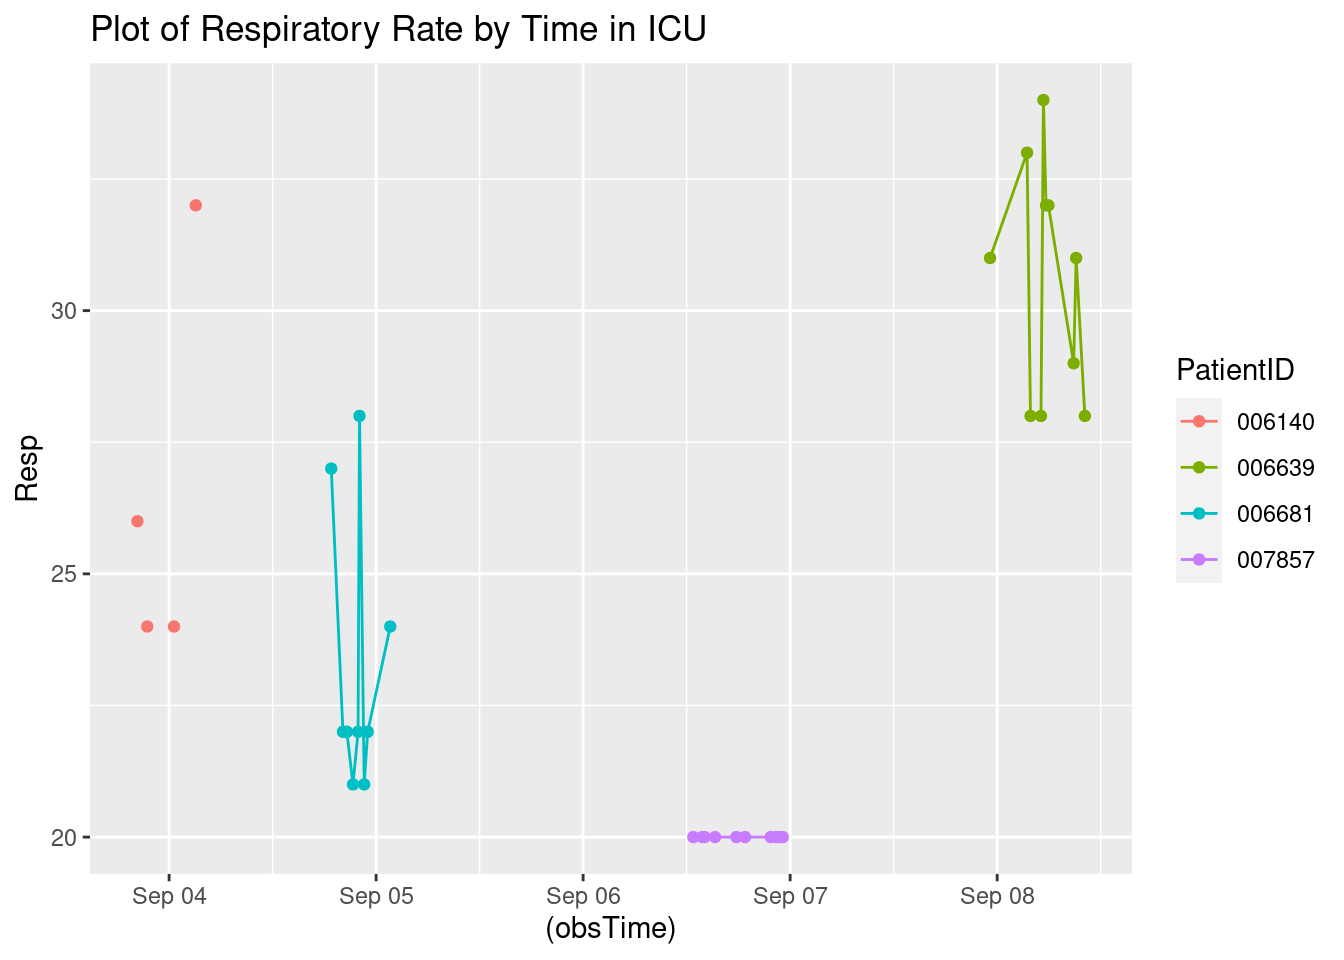 Plot of Respiratory Rate by Time in ICU
Resp
30
25
20
Sep 04 Sep 05 Sep 06 Sep 07 Sep 08
(obsTime)
PatientID
006140
006639
006681
007857